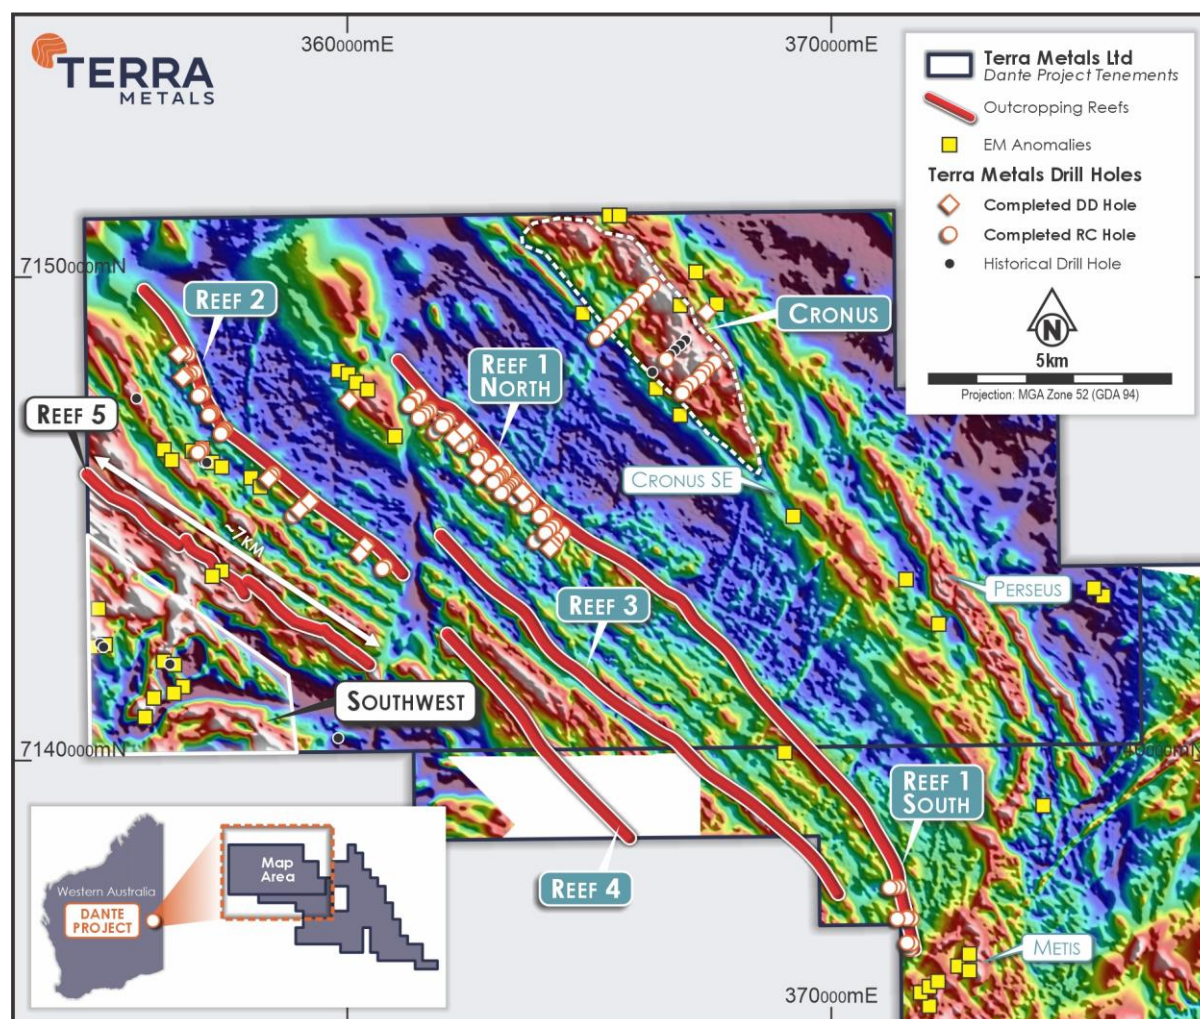 TERRA
METALS
360000mE
370000mE
Terra Metals Ltd
Dante Project Tenements
Outcropping Reefs
EM Anomalies
Terra Metals Drill Holes
Completed DD Hole
Completed RC Hole
Historical Drill Hole
N
5km
Projection: MGA Zone 52 (GDA 94)
7150000mN
REEF 2
CRONUS
REEF 1
NORTH
REEF 5
CRONUS SE
~7KM
PERSEUS
REEF 3
SOUTHWEST
7140000mN
REEF 1
SOUTH
REEF 4
METIS
Western Australia
DANTE
PROJECT
Map
Area
370000mE